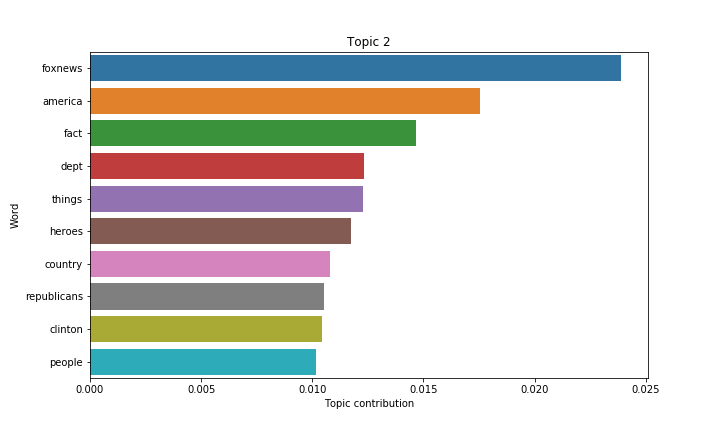 Topic 2
foxnews
america
fact
dept
things
heroes
country
republicans
clinton
people
Word
0.000 0.005 0.010 0.015 0.020 0.025
Topic contribution